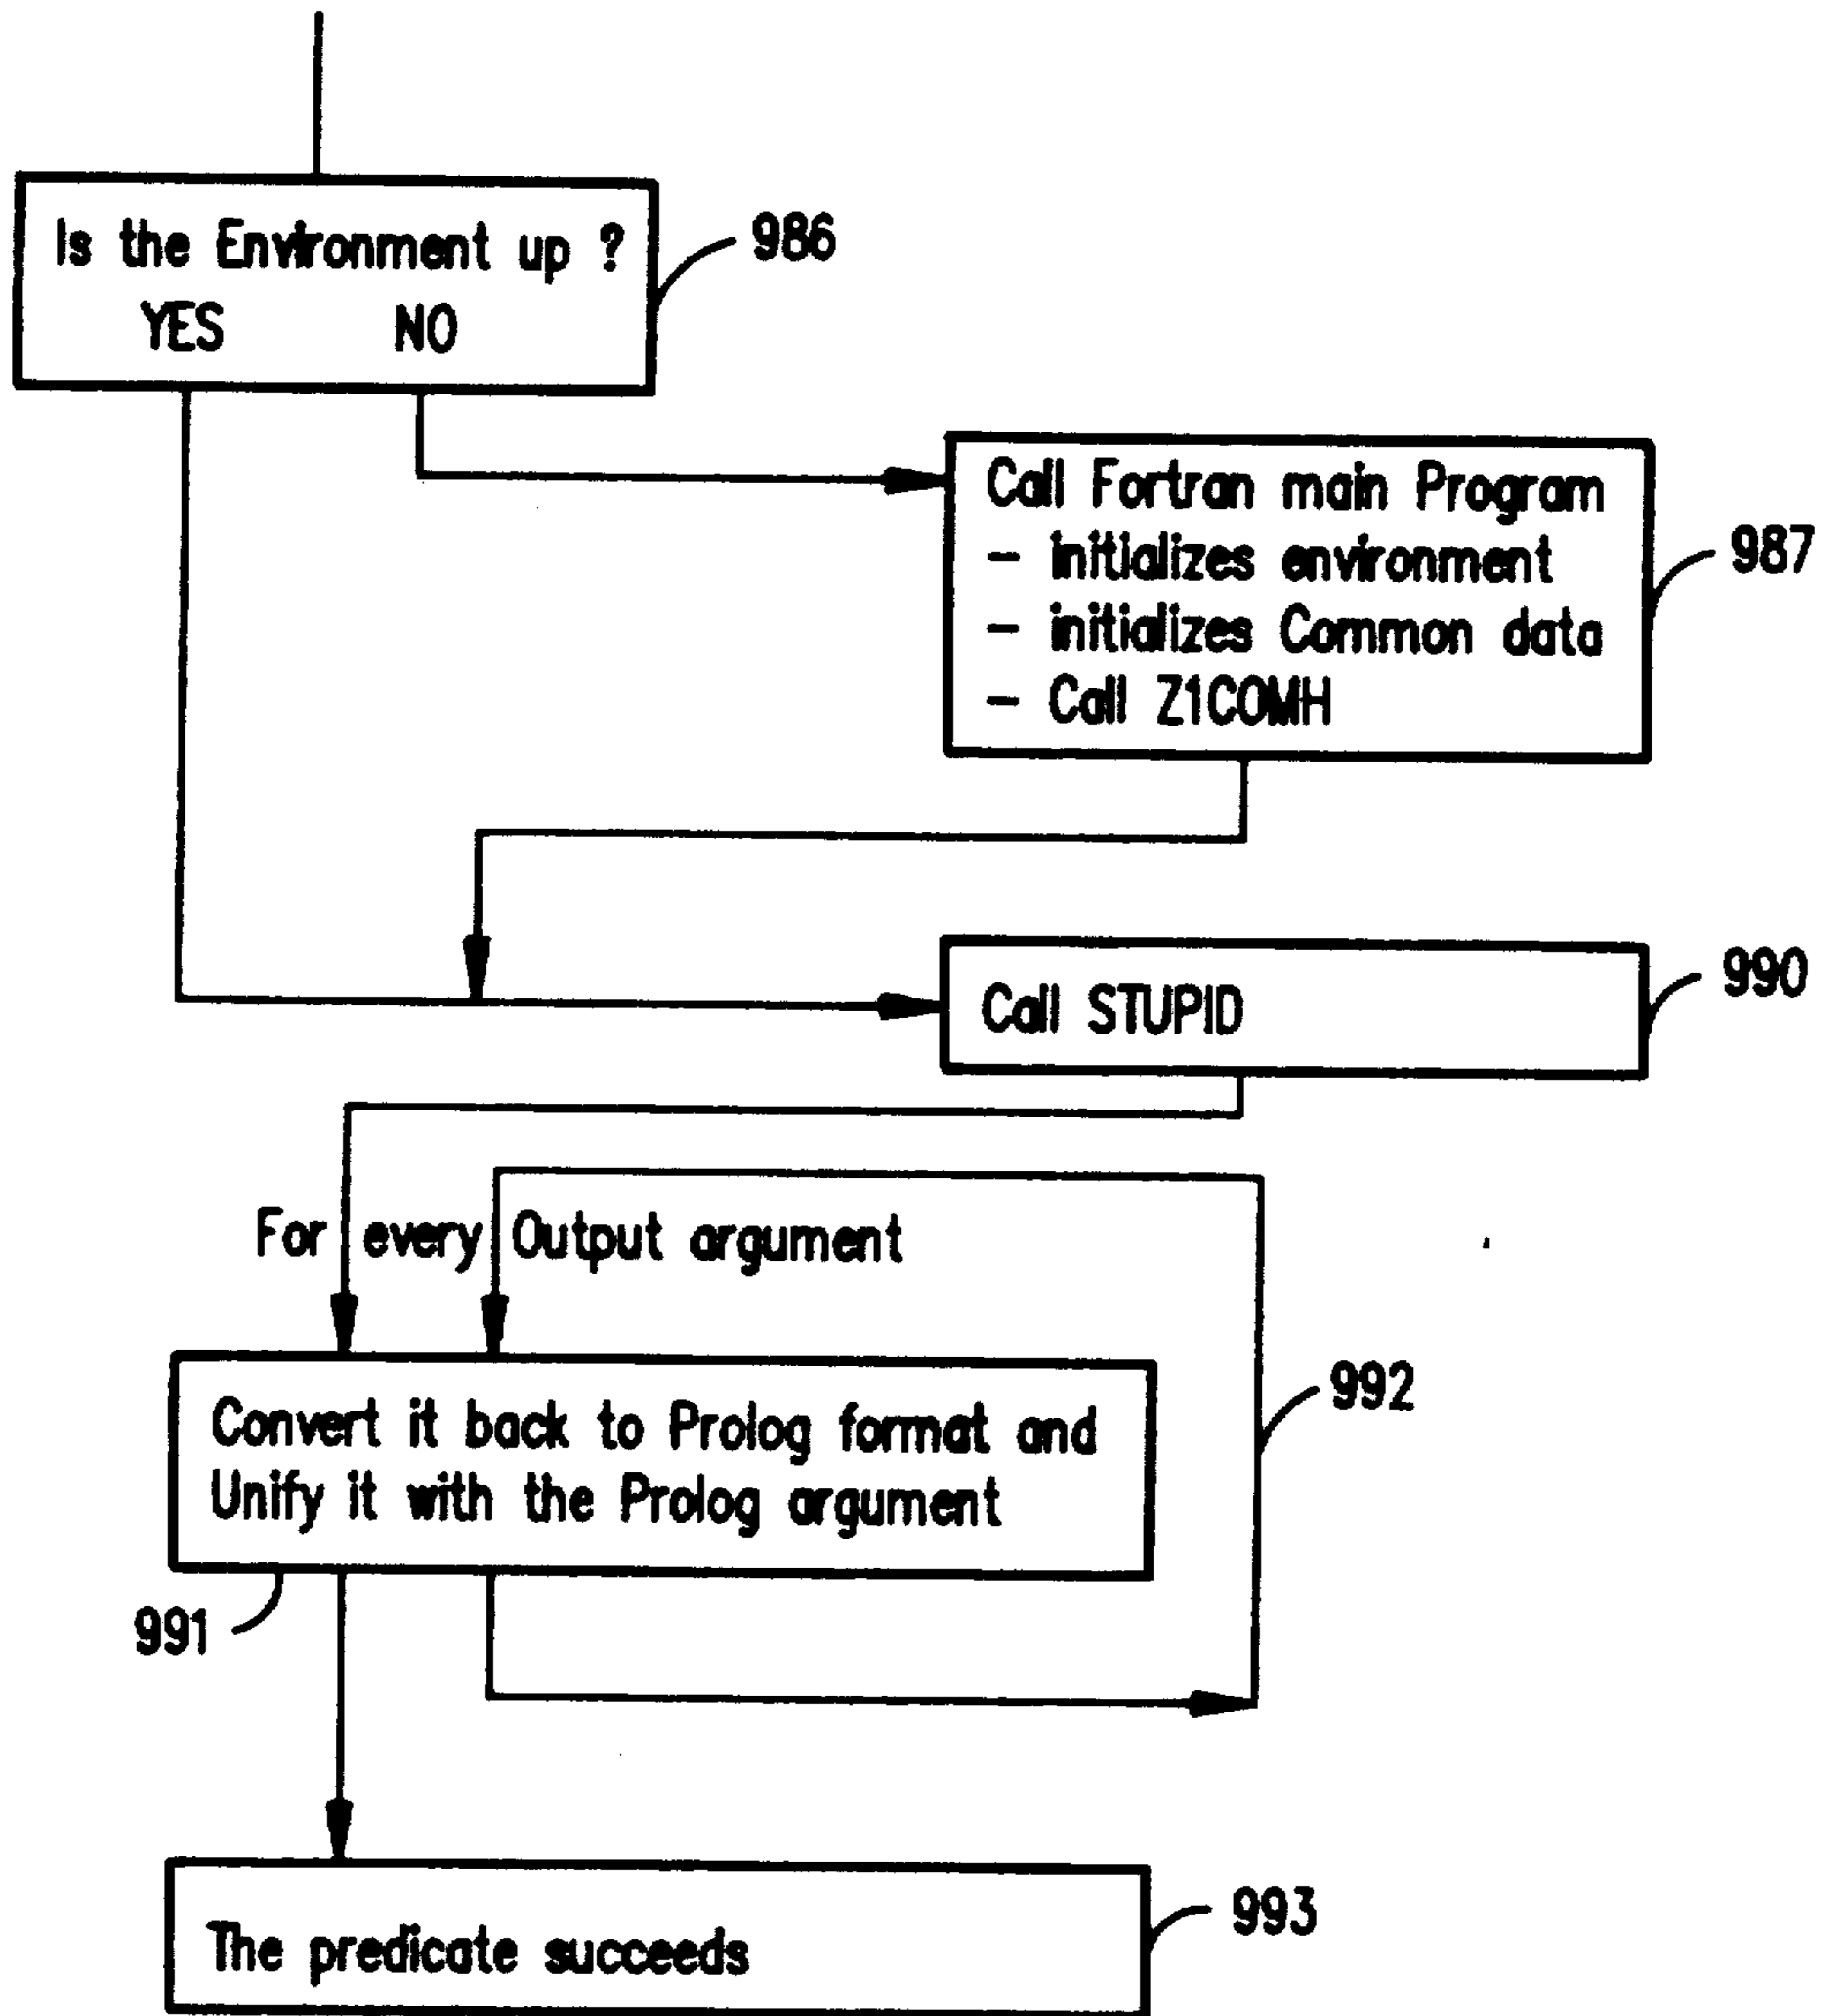 Is the Environment up ?
YES NO
986
Call Fortran main Program
- initializes environment
- initializes Common data
- Call Z1COMH
987
Call STUPID
990
For every Output argument
Convert it back to Prolog format and
Unify it with the Prolog argument
992
991
The predicate succeeds
993